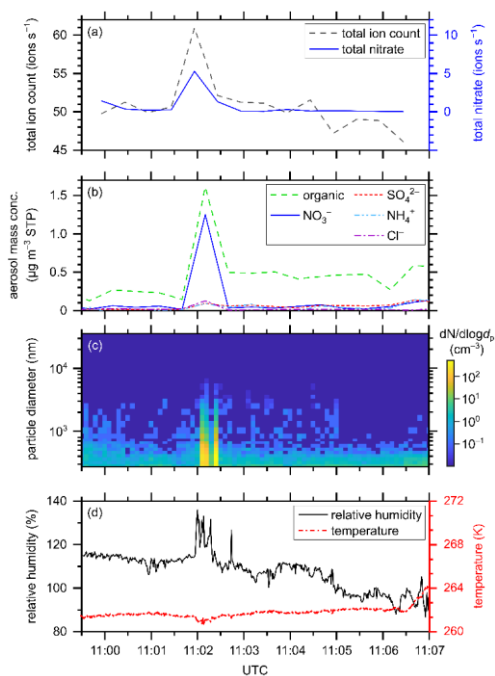 (a)
total ion count
total nitrate
total ion count (ions s⁻¹)
60
55
50
45
total nitrate (ions s⁻¹)
10
5
0
(b)
organic
NO₃⁻
SO₄²⁻
NH₄⁺
Cl⁻
aerosol mass conc.
(µg m⁻³ STP)
1.5
1.0
0.5
0
(c)
particle diameter (nm)
10⁴
10³
dN/dlogdₚ
(cm⁻³)
10²
10¹
10⁰
10⁻¹
(d)
relative humidity
temperature
relative humidity (%)
140
120
100
80
temperature (K)
272
268
264
260
11:00 11:01 11:02 11:03 11:04 11:05 11:06 11:07
UTC